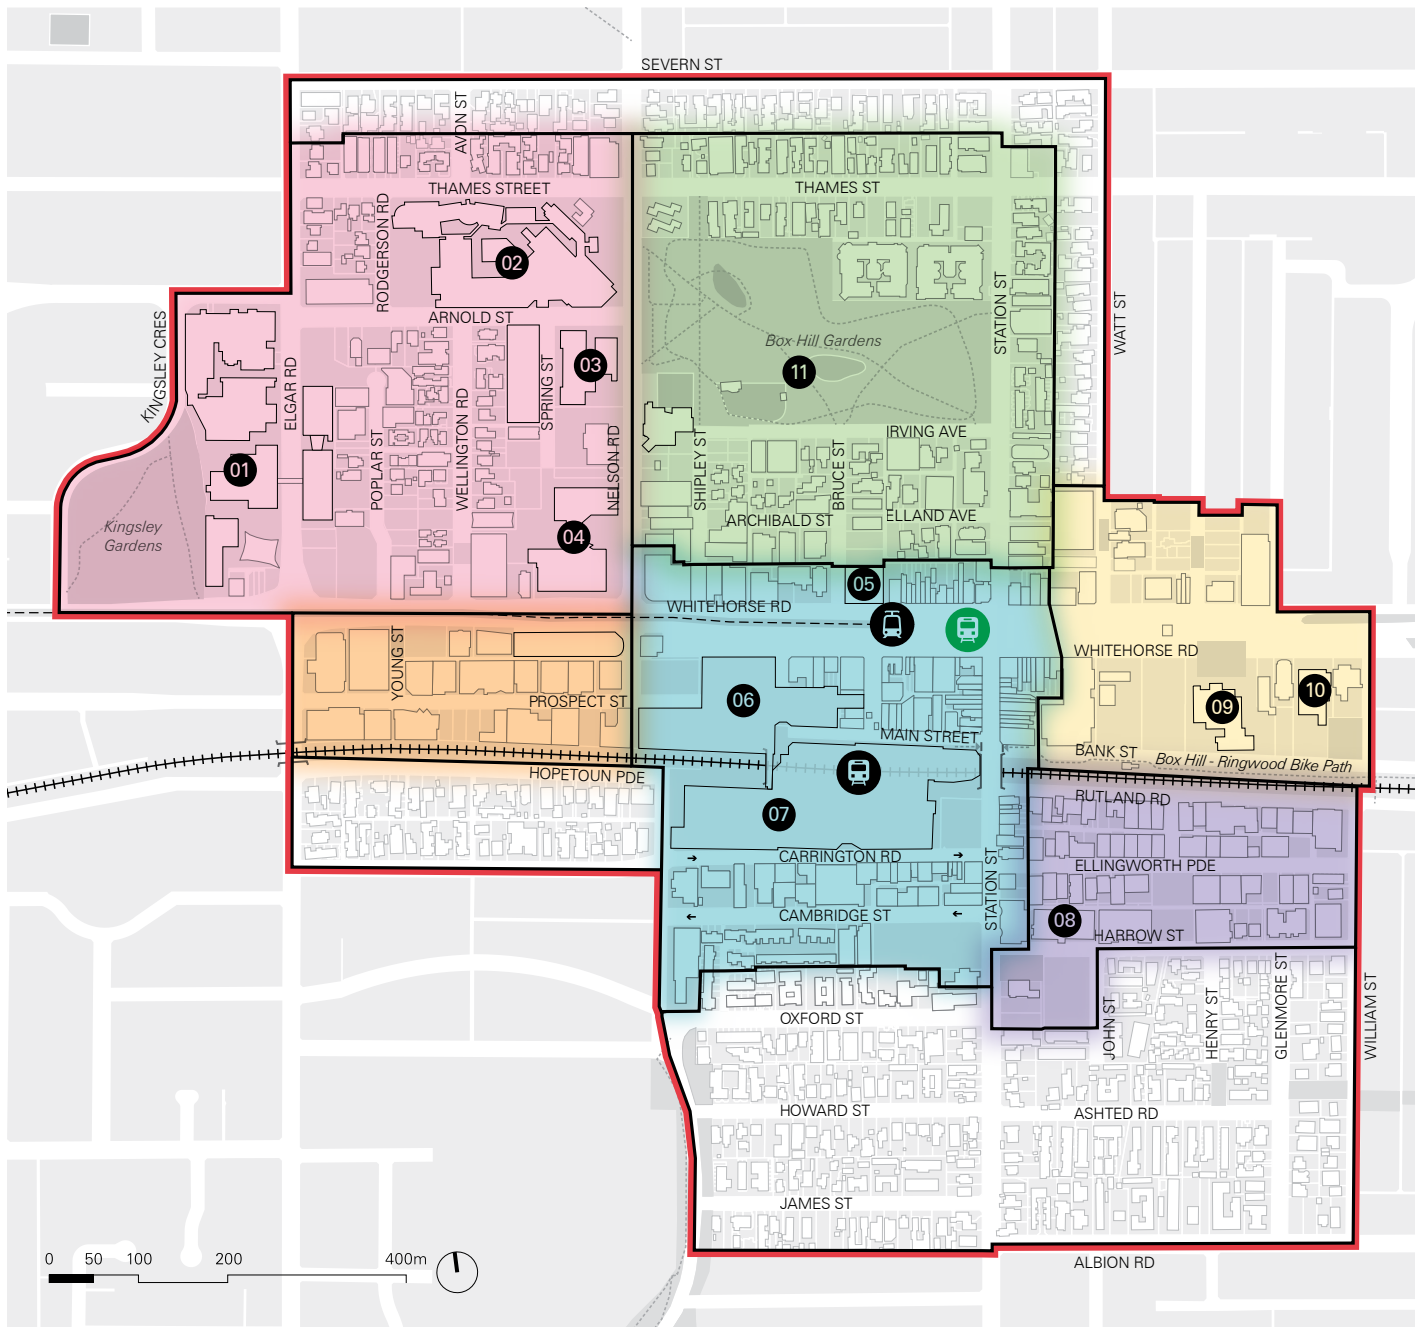 SEVERN ST
AVON ST
THAMES STREET
THAMES ST
RODGERSON RD
02
ARNOLD ST
STATION ST
WATT ST
KINGSLEY CRES
Box Hill Gardens
11
03
ELGAR RD
SPRING ST
POPLAR ST
WELLINGTON RD
NELSON RD
SHIPLEY ST
BRUCE ST
IRVING AVE
01
Kingsley
Gardens
ARCHIBALD ST
ELLAND AVE
04
05
WHITEHORSE RD
YOUNG ST
WHITEHORSE RD
PROSPECT ST
06
09
10
MAIN STREET
BANK ST
Box Hill - Ringwood Bike Path
HOPETOUN PDE
RUTLAND RD
07
CARRINGTON RD
→
→
ELLINGWORTH PDE
STATION ST
CAMBRIDGE ST
←
←
08
HARROW ST
JOHN ST
HENRY ST
GLENMORE ST
WILLIAM ST
OXFORD ST
HOWARD ST
ASHTED RD
JAMES ST
ALBION RD
0 50 100 200 400m